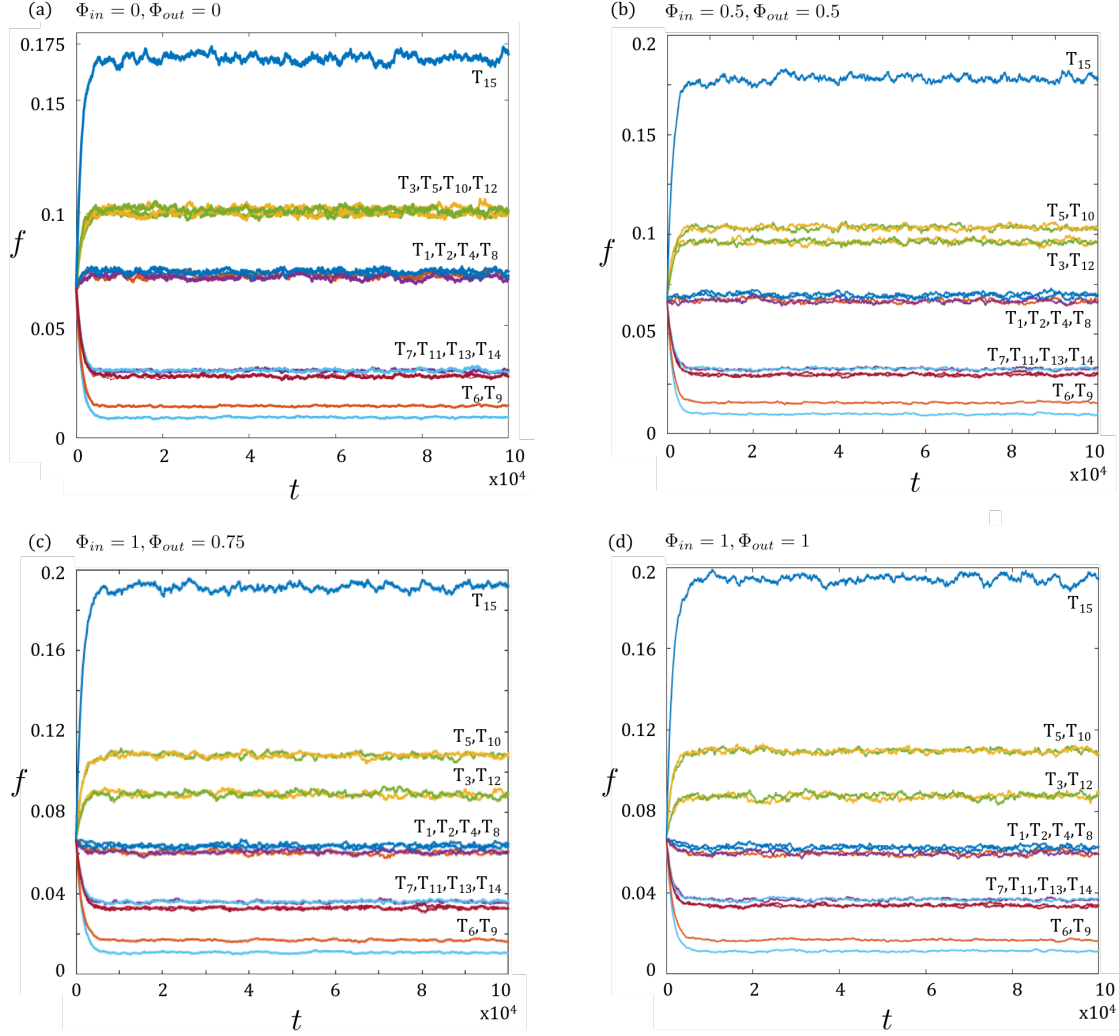 (a) Φ_in = 0, Φ_out = 0
0.175
T15
0.15
T3,T5,T10,T12
0.1
f
T1,T2,T4,T8
0.05
T7,T11,T13,T14
T6,T9
0
0 2 4 6 8 10
x10^4
t
(b) Φ_in = 0.5, Φ_out = 0.5
0.2
T15
0.15
T5,T10
0.1
f
T3,T12
T1,T2,T4,T8
0.05
T7,T11,T13,T14
T6,T9
0
0 2 4 6 8 10
x10^4
t
(c) Φ_in = 1, Φ_out = 0.75
0.2
T15
0.16
0.12
T5,T10
f
T3,T12
0.08
T1,T2,T4,T8
T7,T11,T13,T14
0.04
T6,T9
0
0 2 4 6 8 10
x10^4
t
(d) Φ_in = 1, Φ_out = 1
0.2
T15
0.16
0.12
T5,T10
f
T3,T12
0.08
T1,T2,T4,T8
T7,T11,T13,T14
0.04
T6,T9
0
0 2 4 6 8 10
x10^4
t